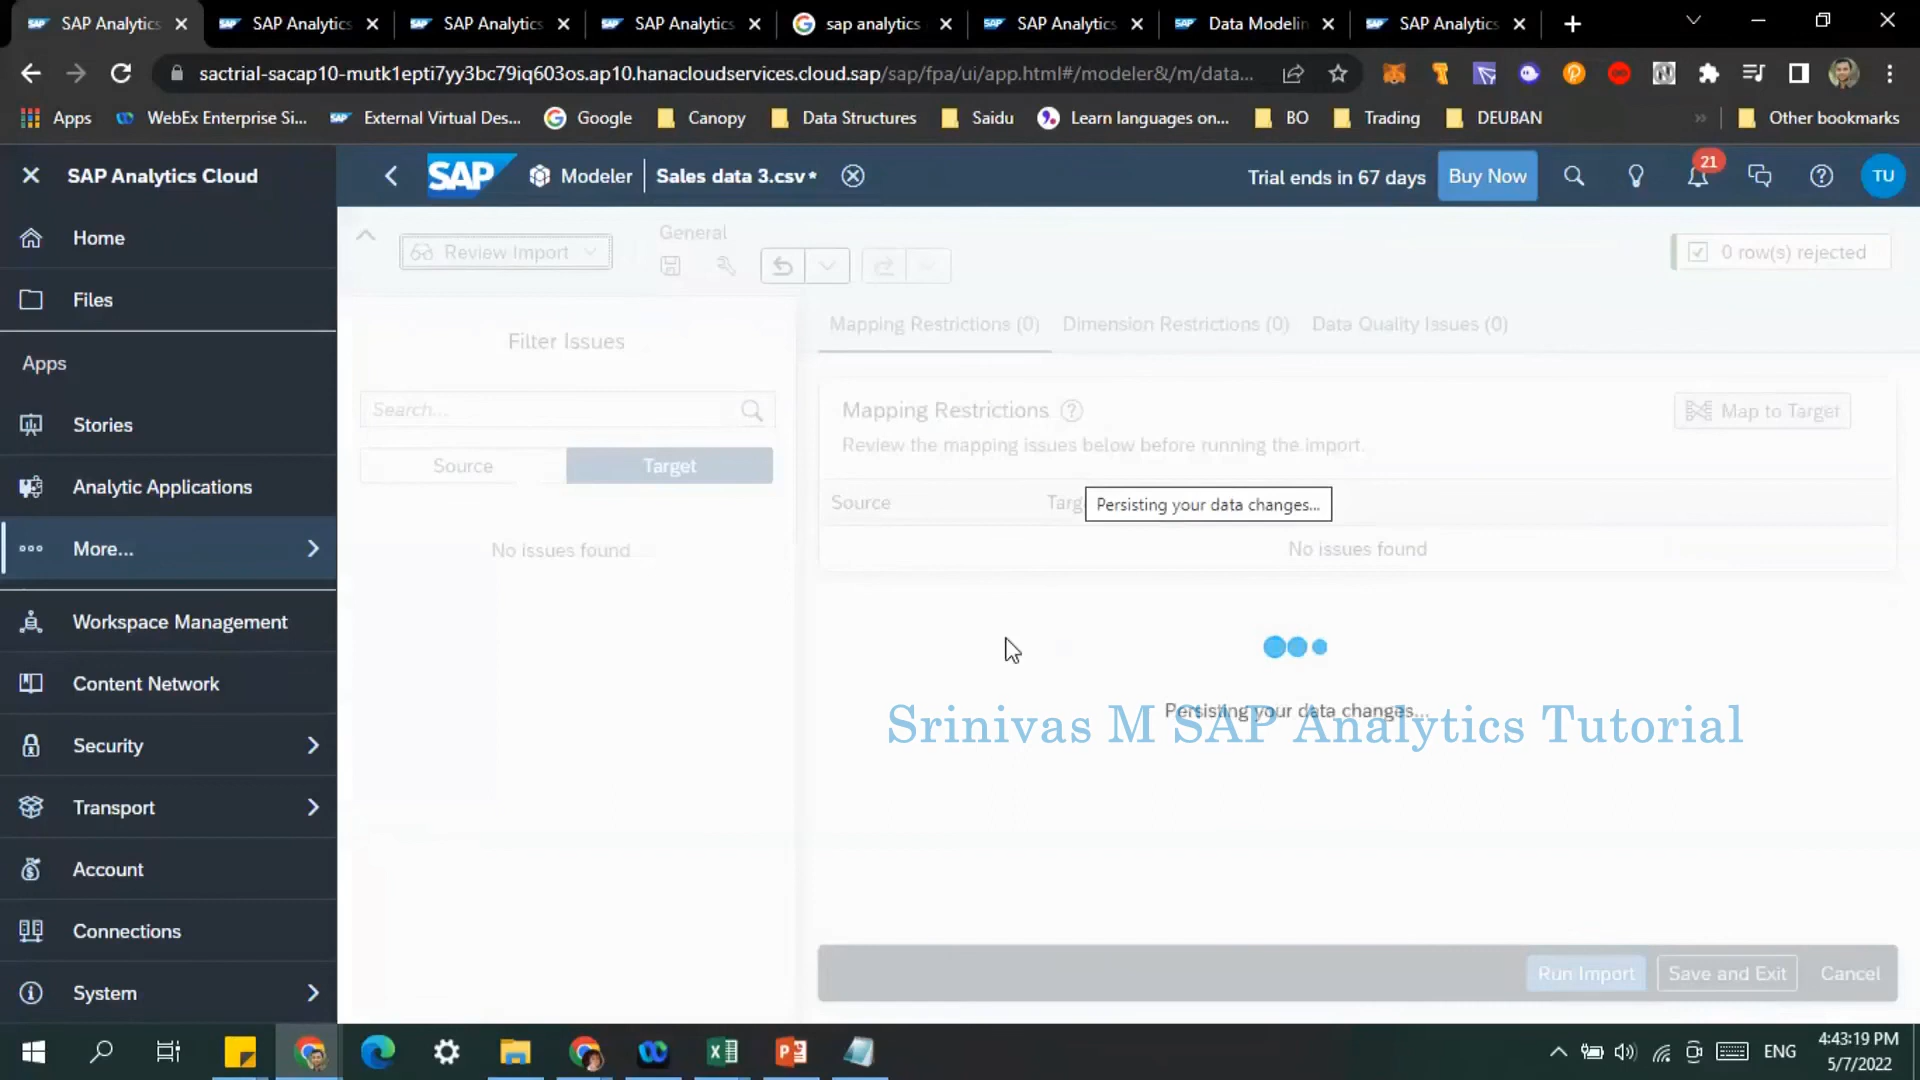 SAP Analytics
SAP Analytics
SAP Analytics
SAP Analytics
sap analytics
SAP Analytics
Data Modelin
SAP Analytics
sactrial-sacap10-mutk1epti7yy3bc79iq603os.ap10.hanacloudservices.cloud.sap/sap/fpa/ui/app.html#/modeler&/m/data...
Apps
WebEx Enterprise Si...
External Virtual Des...
Google
Canopy
Data Structures
Saidu
Learn languages on...
BO
Trading
DEUBAN
»
Other bookmarks
SAP Analytics Cloud
SAP
Modeler
Sales data 3.csv*
Trial ends in 67 days
Buy Now
21
TU
Home
Files
Apps
Stories
Analytic Applications
More...
Workspace Management
Content Network
Security
Transport
Account
Connections
System
Review Import
General
0 row(s) rejected
Filter Issues
Search...
Source
Target
No issues found
Mapping Restrictions (0)
Dimension Restrictions (0)
Data Quality Issues (0)
Mapping Restrictions
Map to Target
Review the mapping issues below before running the import.
Source
Targ
Persisting your data changes...
No issues found
Persisting your data changes...
Srinivas M SAP Analytics Tutorial
Run Import
Save and Exit
Cancel
ENG
4:43:19 PM
5/7/2022